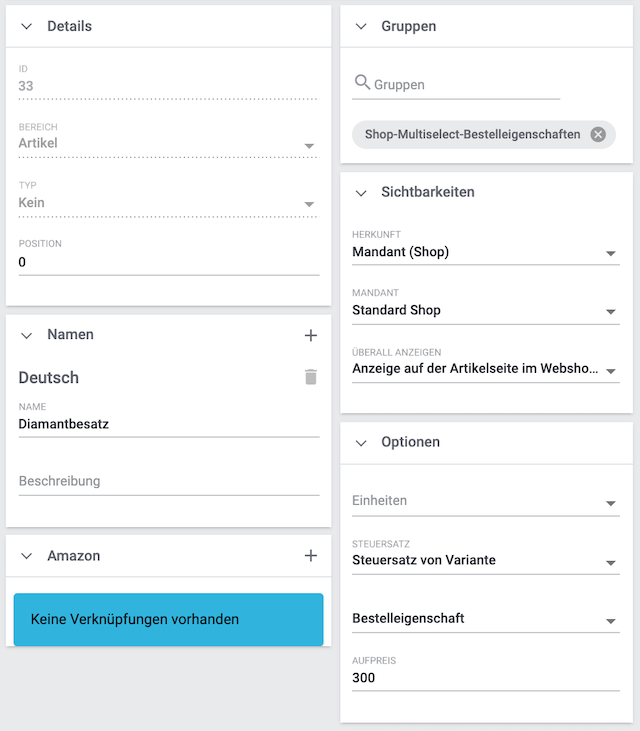 Details
ID
33
BEREICH
Artikel
TYP
Kein
POSITION
0
Namen
Deutsch
NAME
Diamantbesatz
Beschreibung
Amazon
Keine Verknüpfungen vorhanden
Gruppen
Gruppen
Shop-Multiselect-Bestelleigenschaften
Sichtbarkeiten
HERKUNFT
Mandant (Shop)
MANDANT
Standard Shop
ÜBERALL ANZEIGEN
Anzeige auf der Artikelseite im Websho...
Optionen
Einheiten
STEUERSATZ
Steuersatz von Variante
Bestelleigenschaft
AUFPREIS
300